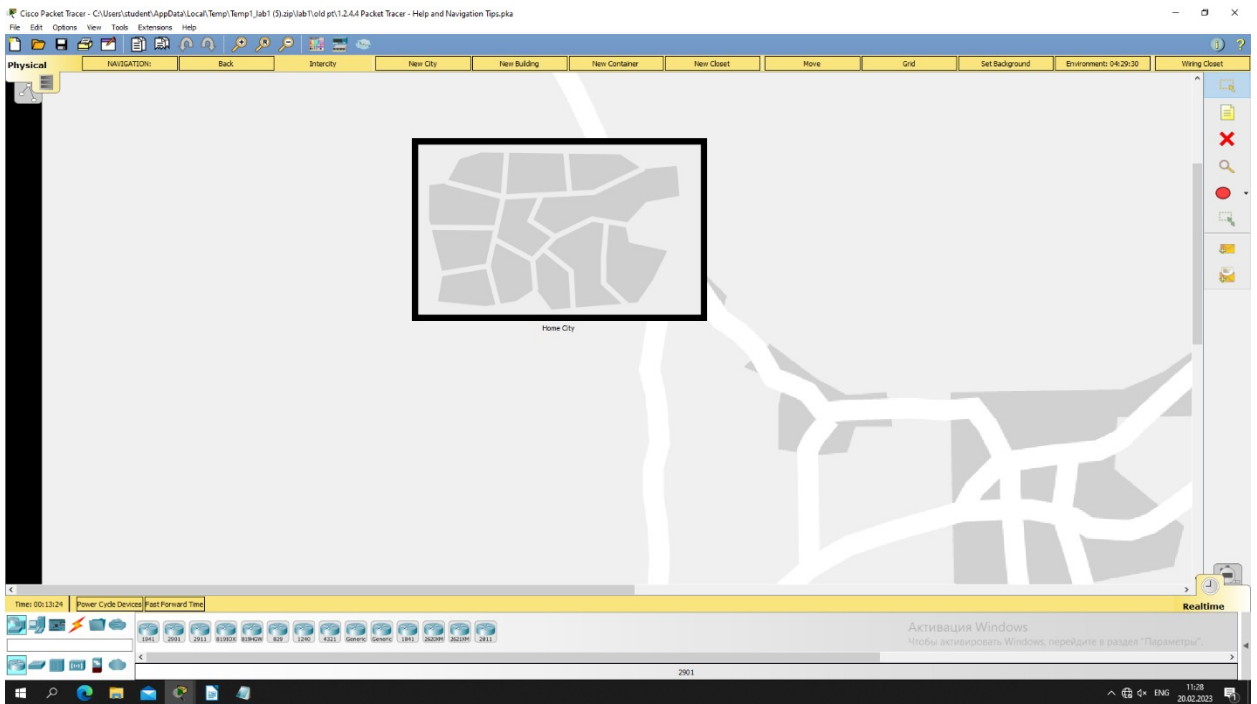 Cisco Packet Tracer - C:\Users\student\AppData\Local\Temp\Temp1_lab1 (5).zip\lab1\old pt\1.2.4.4 Packet Tracer - Help and Navigation Tips.pka
File Edit Options View Tools Extensions Help
Physical NAVIGATION: Back Intercity New City New Building New Container New Closet Move Grid Set Background Environment: 04:29:30 Wiring Closet
Home City
Time: 00:13:24 Power Cycle Devices Fast Forward Time Realtime
1941 2901 2911 819IOX 819HGW 829 1240 4321 Generic Generic 1841 2620XM 2621XM 2811
Активация Windows
Чтобы активировать Windows, перейдите в раздел "Параметры".
2901
ENG 11:28
20.02.2023